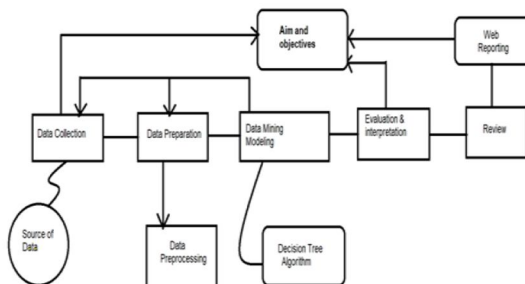 Aim and
objectives
Web
Reporting
Data Collection
Data Preparation
Data Mining
Modeling
Evaluation &
interpretation
Review
Source of
Data
Data
Preprocessing
Decision Tree
Algorithm